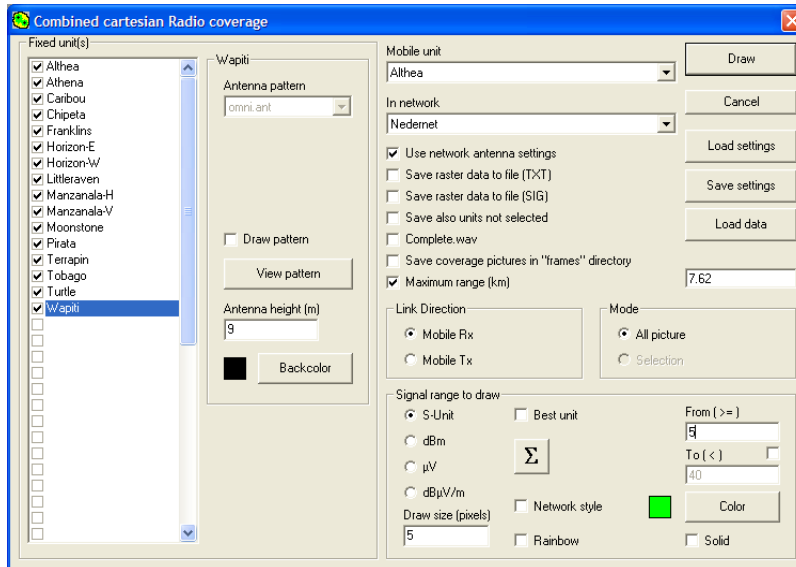 Combined cartesian Radio coverage
Fixed unit(s)
Althea
Athena
Caribou
Chipeta
Franklins
Horizon-E
Horizon-W
Littleraven
Manzanala-H
Manzanala-V
Moonstone
Pirata
Terrapin
Tobago
Turtle
Wapiti
Wapiti
Antenna pattern
omni.ant
Draw pattern
View pattern
Antenna height (m)
9
Backcolor
Mobile unit
Althea
In network
Nedernet
Use network antenna settings
Save raster data to file (TXT)
Save raster data to file (SIG)
Save also units not selected
Complete.wav
Save coverage pictures in "frames" directory
Maximum range (km)
7.62
Draw
Cancel
Load settings
Save settings
Load data
Link Direction
Mobile Rx
Mobile Tx
Mode
All picture
Selection
Signal range to draw
S-Unit
dBm
µV
dBµV/m
Draw size (pixels)
5
Best unit
Σ
Network style
Rainbow
From ( >= )
5
To ( < )
40
Color
Solid